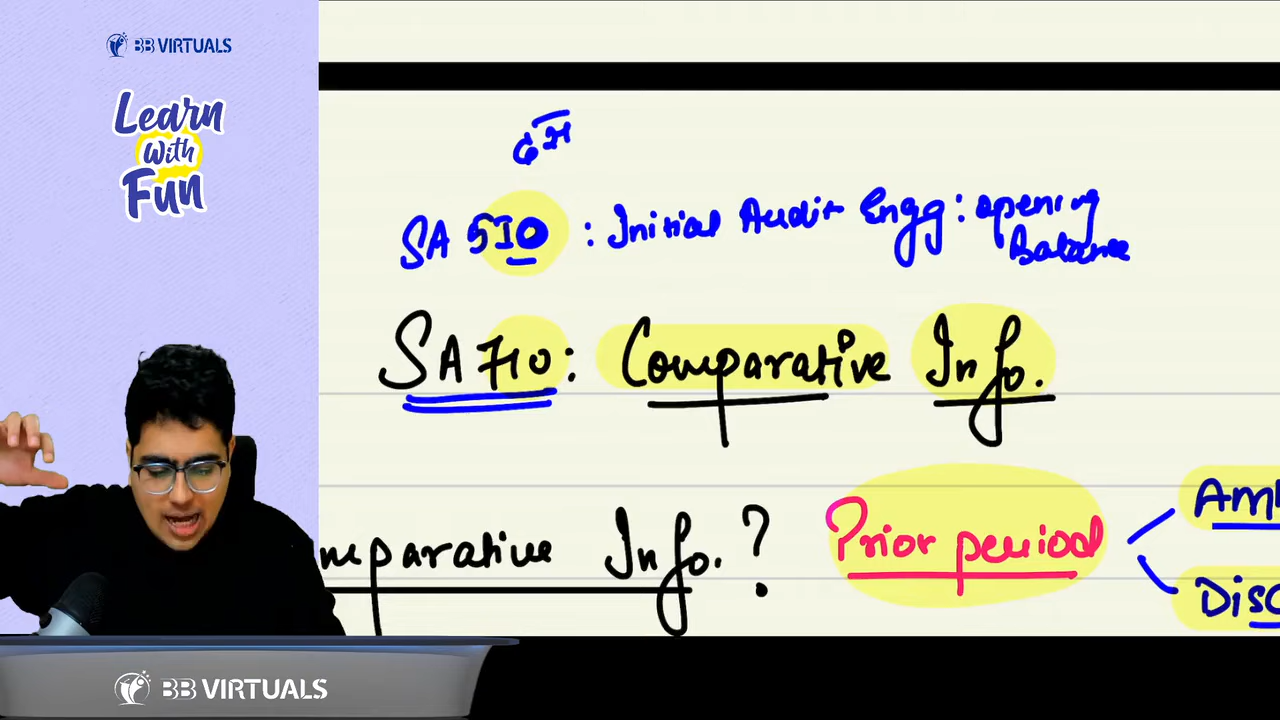 BB VIRTUALS
Learn
With
Fun
SA 510 : Initial Audit Engg : opening
Balance
SA 710 : Comparative Info.
mparative Info. ?
Prior period
Am
Disc
BB VIRTUALS